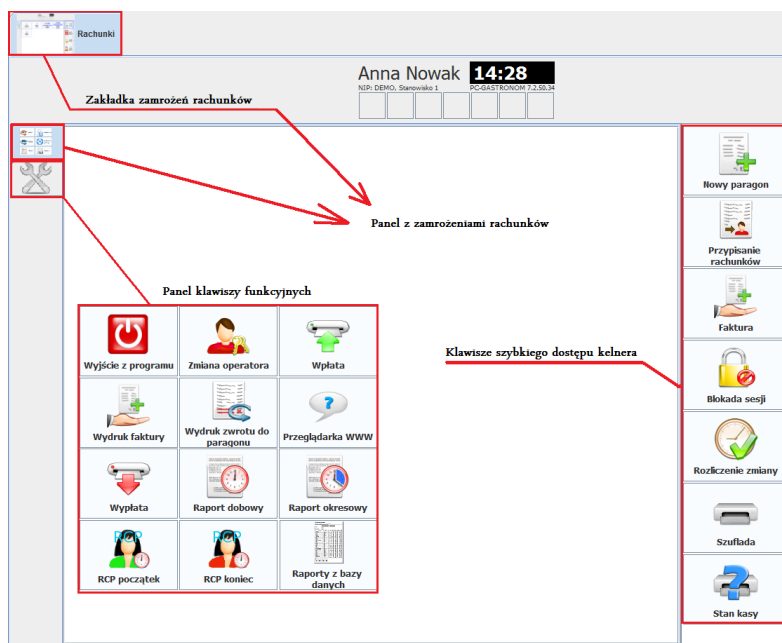 Rachunki
Anna Nowak 14:28
NIP: DEMO, Stanowisko 1 PC-GASTRONOM 7.2.50.34
Zakładka zamrożeń rachunków
Nowy paragon
Panel z zamrożeniami rachunków
Przypisanie
rachunków
Panel klawiszy funkcyjnych
Faktura
Klawisze szybkiego dostępu kelnera
Wyjście z programu
Zmiana operatora
Wpłata
Blokada sesji
Wydruk faktury
Wydruk zwrotu do
paragonu
Przeglądarka WWW
Rozliczenie zmiany
Wypłata
Raport dobowy
Raport okresowy
Szuflada
RCP
RCP początek
RCP
RCP koniec
Raporty z bazy
danych
Stan kasy